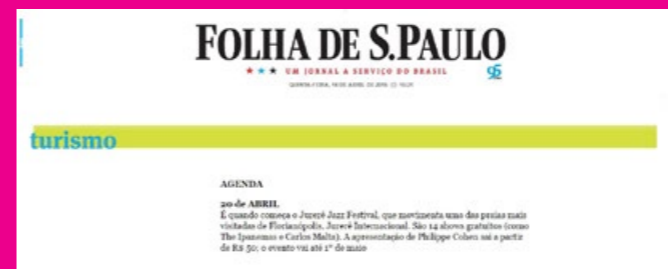 FOLHA DE S.PAULO
UM JORNAL A SERVIÇO DO BRASIL
95
turismo
AGENDA
20 de ABRIL
É quando começa o Jurerê Jazz Festival, que movimenta uma das praias mais
visitadas de Florianópolis, Jurerê Internacional. São 14 shows gratuitos (como
The Ipanemas e Carlos Malta). A apresentação de Philippe Cohen sai a partir
de R$ 50; o evento vai até 1º de maio